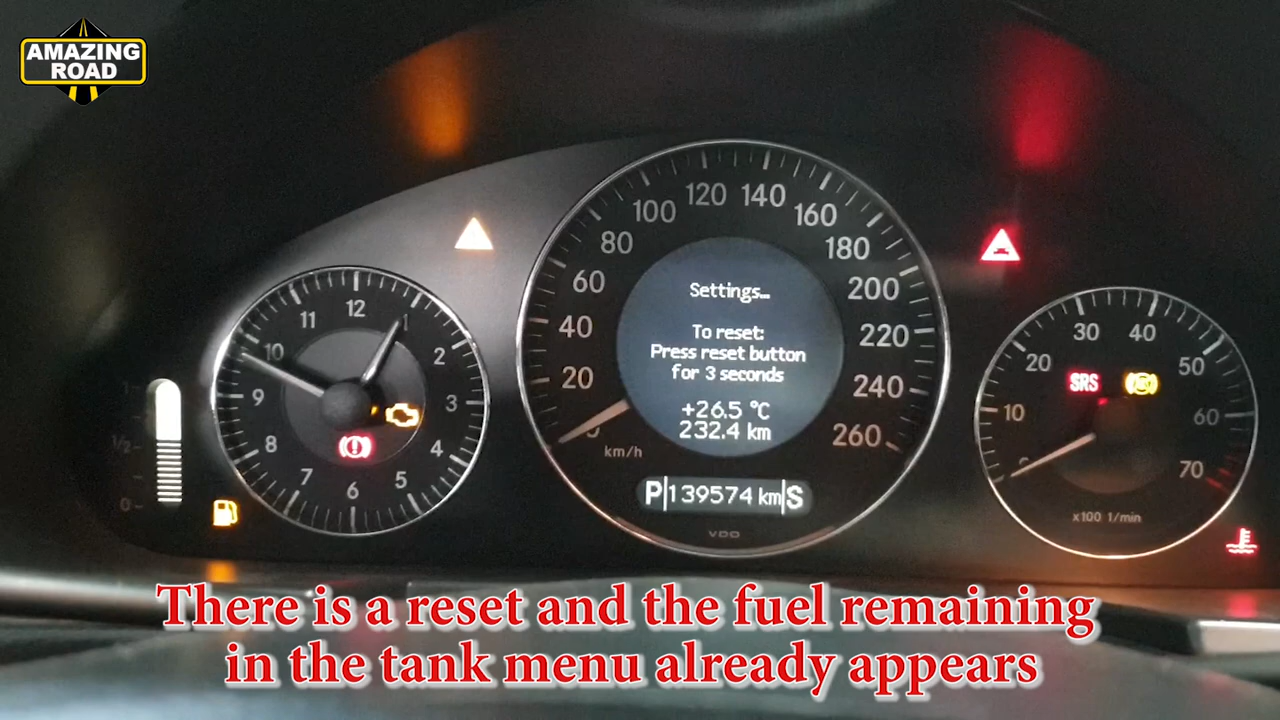 AMAZING
ROAD
12
1
2
3
4
5
6
7
8
9
10
11
1/2
0
0
20
40
60
80
100
120
140
160
180
200
220
240
260
km/h
Settings...
To reset:
Press reset button
for 3 seconds
+26.5 °C
232.4 km
P 139574 km S
VDO
0
10
20
30
40
50
60
70
SRS
x100 1/min
There is a reset and the fuel remaining
in the tank menu already appears